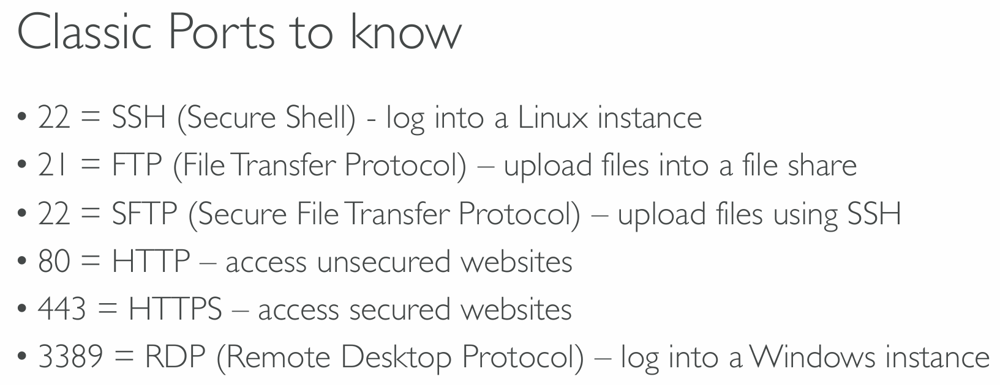 Classic Ports to know
• 22 = SSH (Secure Shell) - log into a Linux instance
• 21 = FTP (File Transfer Protocol) – upload files into a file share
• 22 = SFTP (Secure File Transfer Protocol) – upload files using SSH
• 80 = HTTP – access unsecured websites
• 443 = HTTPS – access secured websites
• 3389 = RDP (Remote Desktop Protocol) – log into a Windows instance